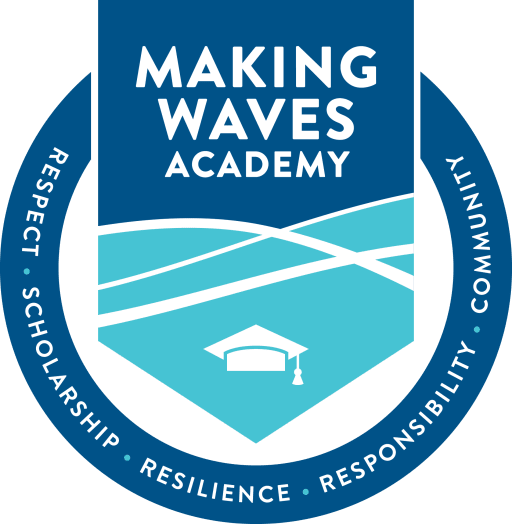 MAKING
WAVES
ACADEMY
RESPECT · SCHOLARSHIP · RESILIENCE · RESPONSIBILITY · COMMUNITY